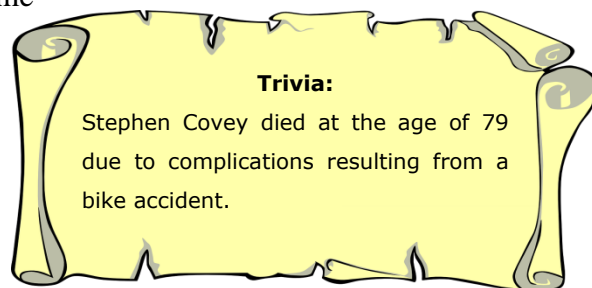 Trivia:
Stephen Covey died at the age of 79
due to complications resulting from a
bike accident.